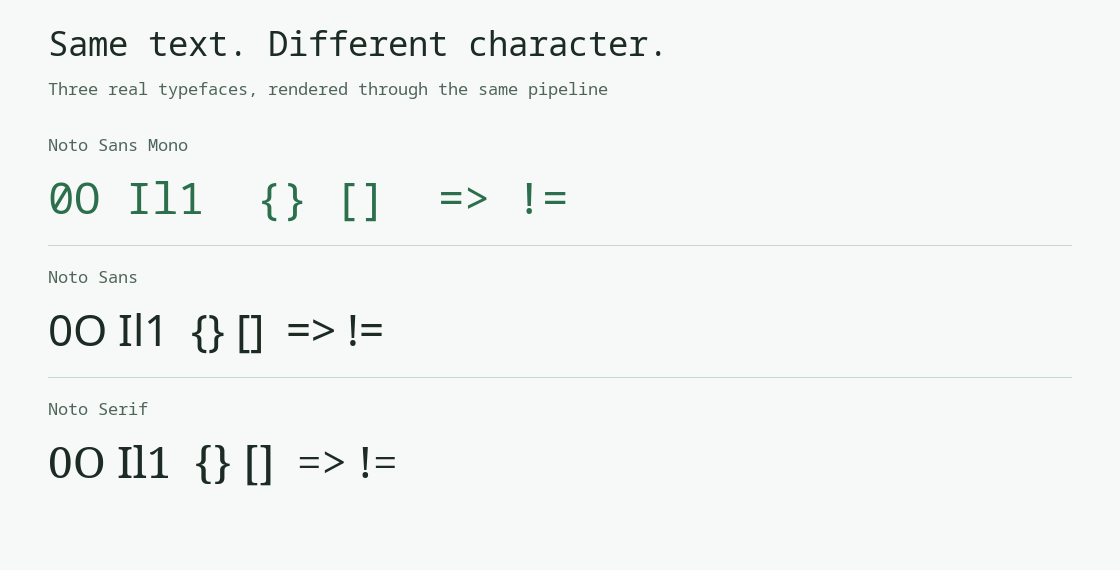 Same text. Different character.
Three real typefaces, rendered through the same pipeline
Noto Sans Mono
0O Il1  {} []  => !=
Noto Sans
0O Il1  {} []  => !=
Noto Serif
0O Il1  {} []  => !=